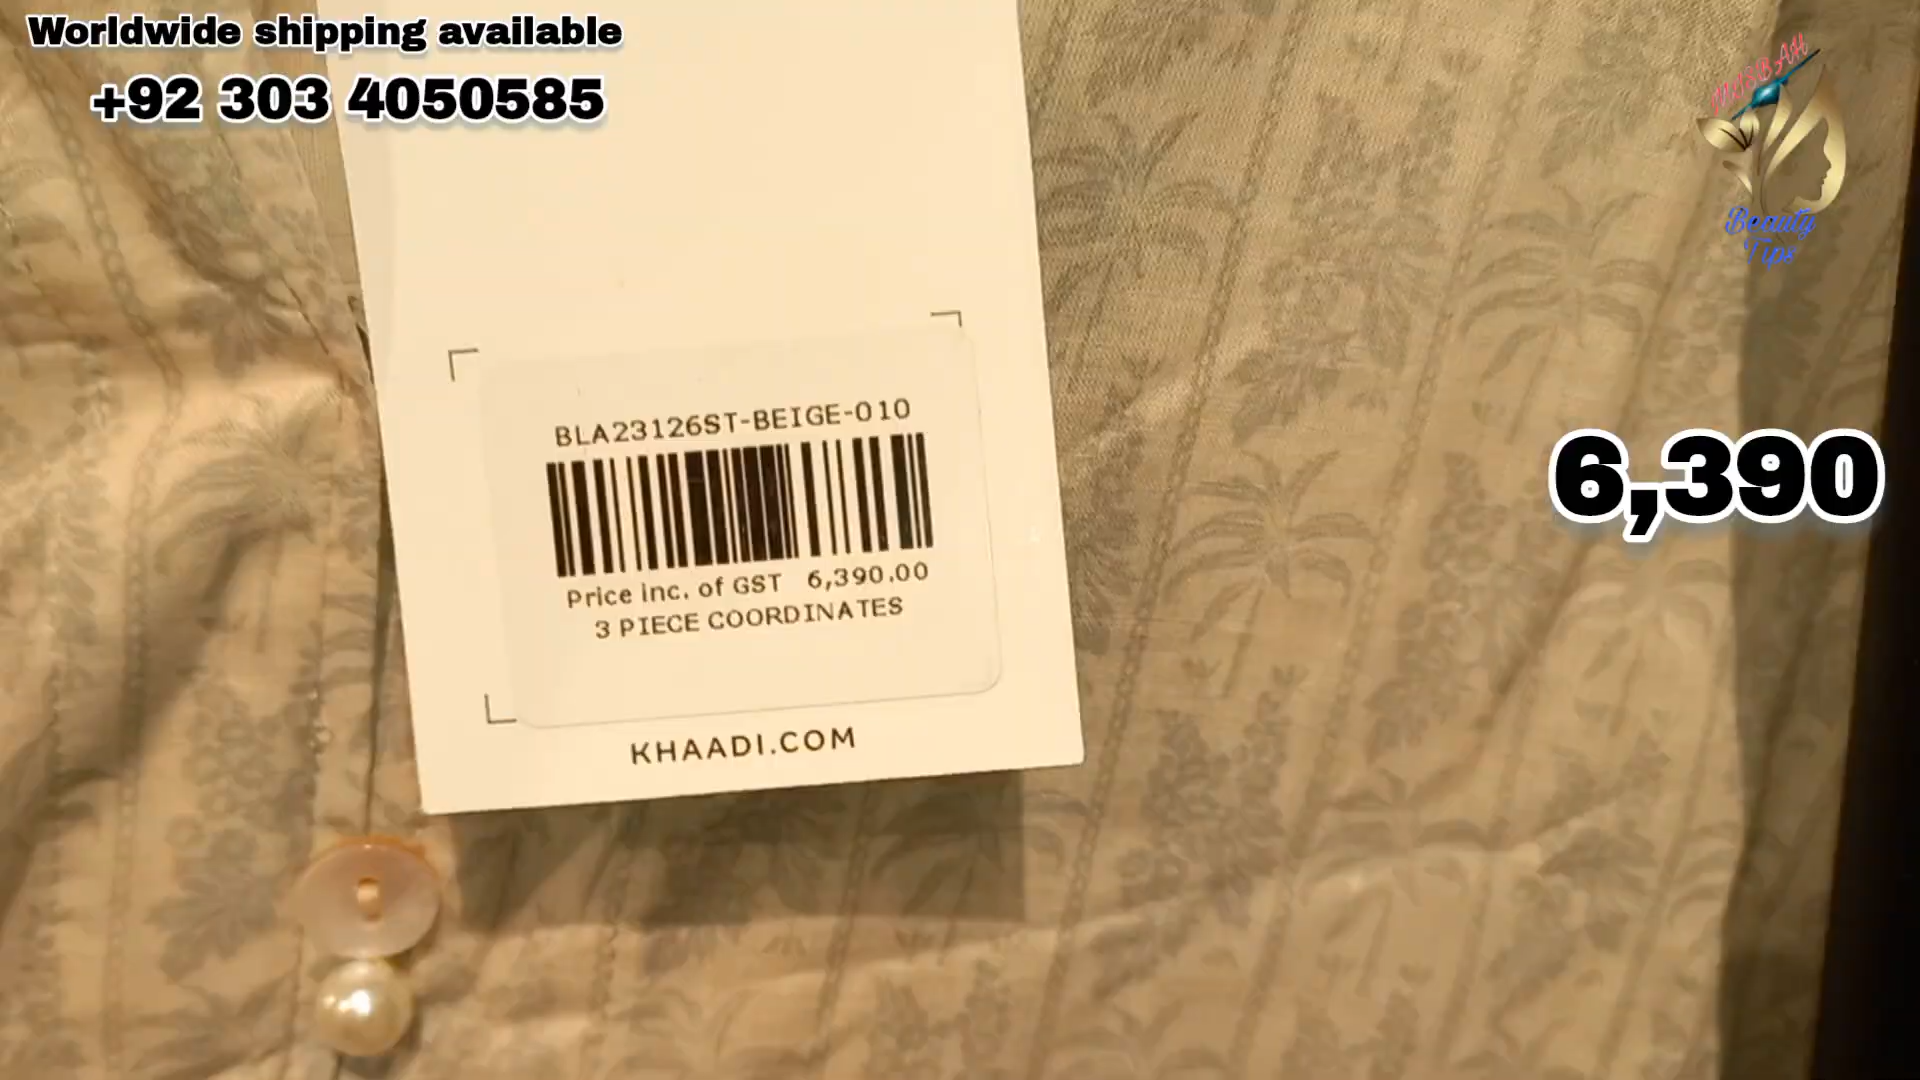 Worldwide shipping available
+92 303 4050585
MISBAH
Beauty
Tips
BLA23126ST-BEIGE-010
6,390
Price inc. of GST 6,390.00
3 PIECE COORDINATES
KHAADI.COM